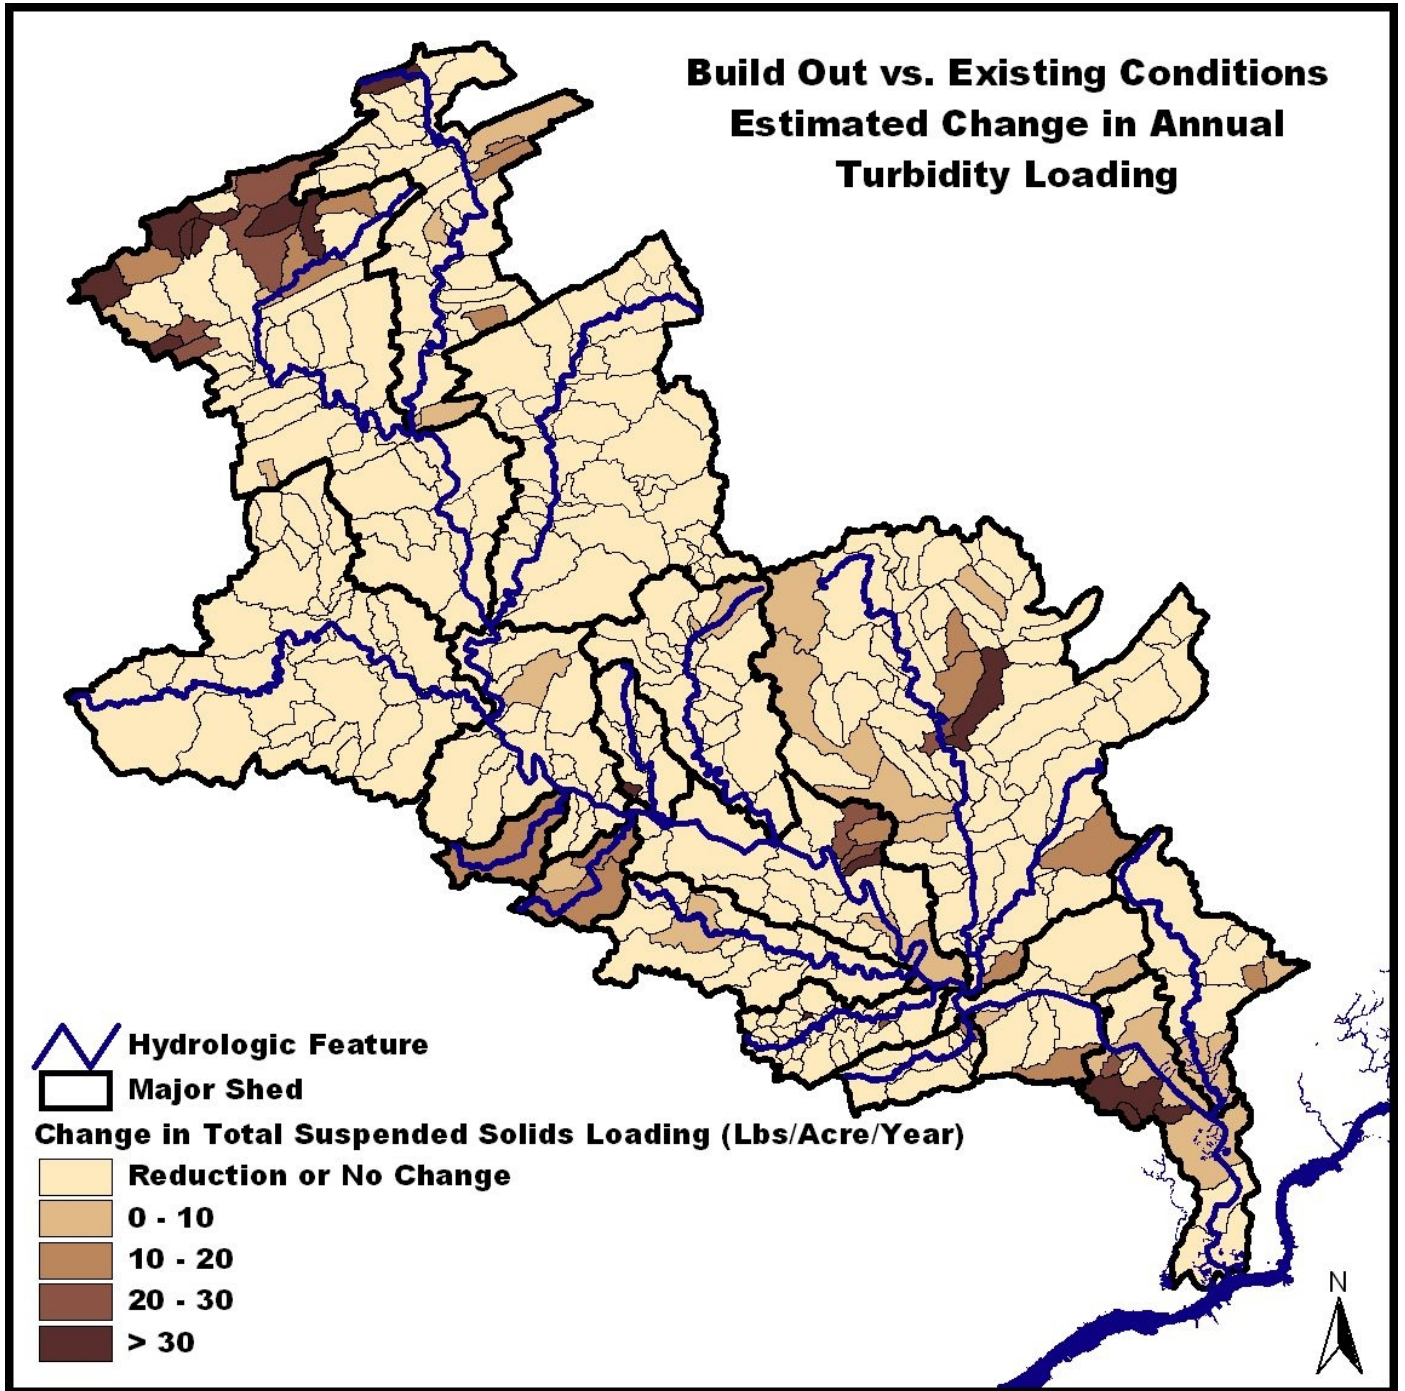 Build Out vs. Existing Conditions
Estimated Change in Annual
Turbidity Loading
Hydrologic Feature
Major Shed
Change in Total Suspended Solids Loading (Lbs/Acre/Year)
Reduction or No Change
0 - 10
10 - 20
20 - 30
> 30
N